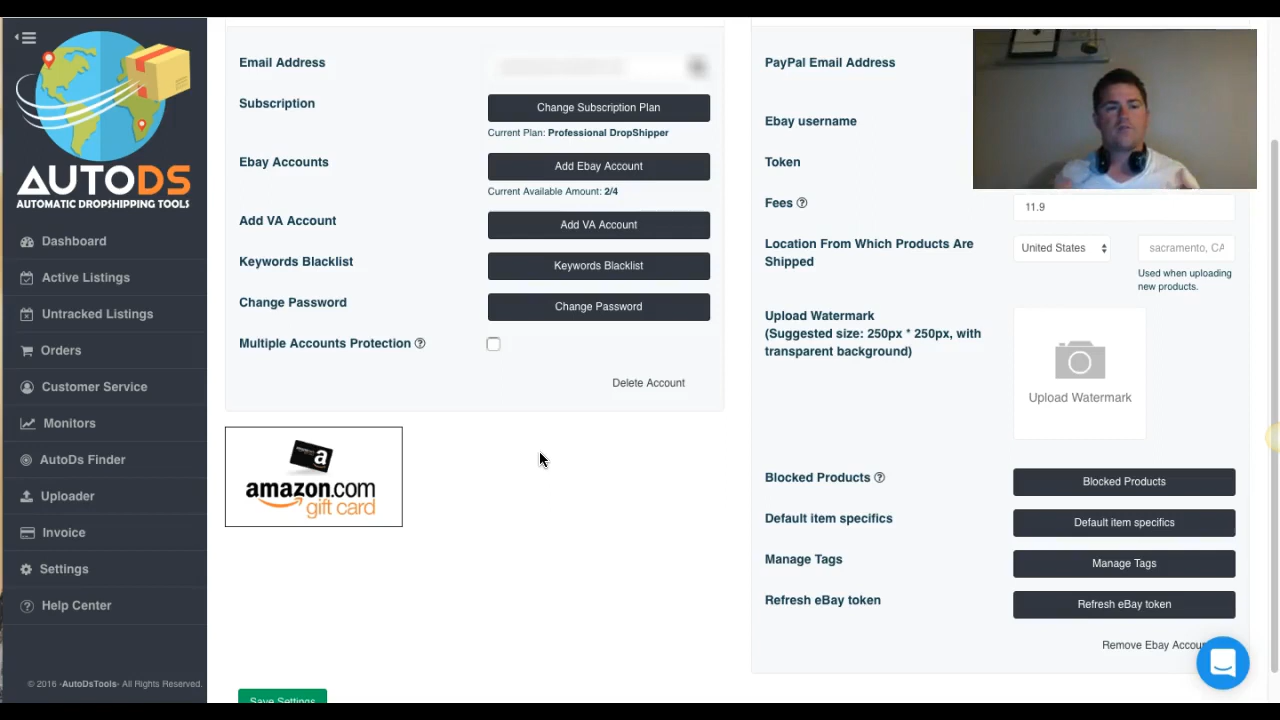 AUTODS
AUTOMATIC DROPSHIPPING TOOLS
Dashboard
Active Listings
Untracked Listings
Orders
Customer Service
Monitors
AutoDs Finder
Uploader
Invoice
Settings
Help Center
© 2016 -AutoDsTools- All Rights Reserved.
Email Address
Subscription
Change Subscription Plan
Current Plan: Professional DropShipper
Ebay Accounts
Add Ebay Account
Current Available Amount: 2/4
Add VA Account
Add VA Account
Keywords Blacklist
Keywords Blacklist
Change Password
Change Password
Multiple Accounts Protection ?
Delete Account
a
amazon.com
gift card
Save Settings
PayPal Email Address
Ebay username
Token
Fees ?
11.9
Location From Which Products Are
Shipped
United States
sacramento, CA
Used when uploading
new products.
Upload Watermark
(Suggested size: 250px * 250px, with
transparent background)
Upload Watermark
Blocked Products ?
Blocked Products
Default item specifics
Default item specifics
Manage Tags
Manage Tags
Refresh eBay token
Refresh eBay token
Remove Ebay Accou